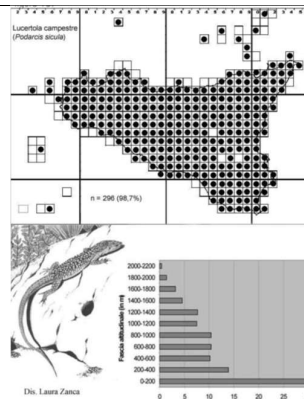 Lucertola campestre
(Podarcis sicula)
n = 296 (98,7%)
Dis. Laura Zanca
Fascia altitudinale (in m)
2000-2200
1800-2000
1600-1800
1400-1600
1200-1400
1000-1200
800-1000
600-800
400-600
200-400
0-200
0 5 10 15 20 25